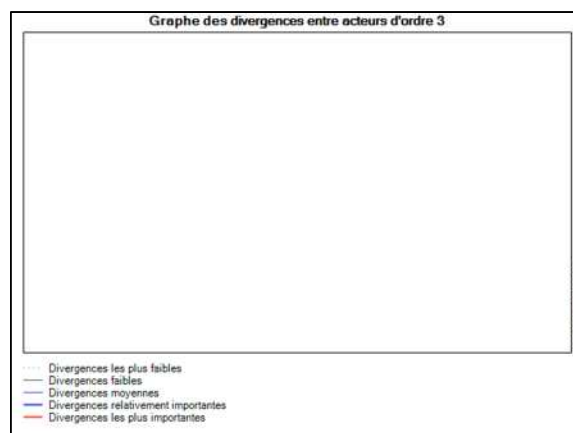 Graphe des divergences entre acteurs d'ordre 3
Divergences les plus faibles
Divergences faibles
Divergences moyennes
Divergences relativement importantes
Divergences les plus importantes